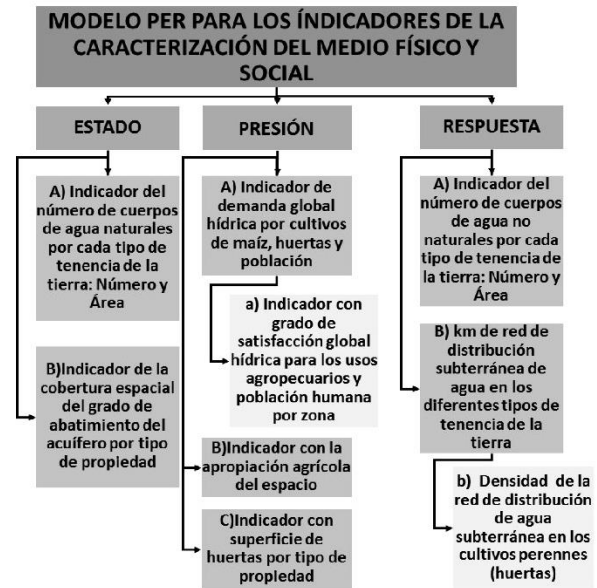 MODELO PER PARA LOS ÍNDICADORES DE LA
CARACTERIZACIÓN DEL MEDIO FÍSICO Y
SOCIAL
ESTADO
A) Indicador del
número de cuerpos
de agua naturales
por cada tipo de
tenencia de la
tierra: Número y
Área
B)Indicador de la
cobertura espacial
del grado de
abatimiento del
acuífero por tipo
de propiedad
PRESIÓN
A) Indicador de
demanda global
hídrica por cultivos
de maíz, huertas y
población
a) Indicador con
grado de
satisfacción global
hídrica para los usos
agropecuarios y
población humana
por zona
B)Indicador con la
apropiación agrícola
del espacio
C)Indicador con
superficie de
huertas por tipo de
propiedad
RESPUESTA
A) Indicador del
número de cuerpos
de agua no
naturales por cada
tipo de tenencia de
la tierra: Número y
Área
B) km de red de
distribución
subterránea de
agua en los
diferentes tipos de
tenencia de la
tierra
b) Densidad de la
red de distribución
de agua
subterránea en los
cultivos perennes
(huertas)